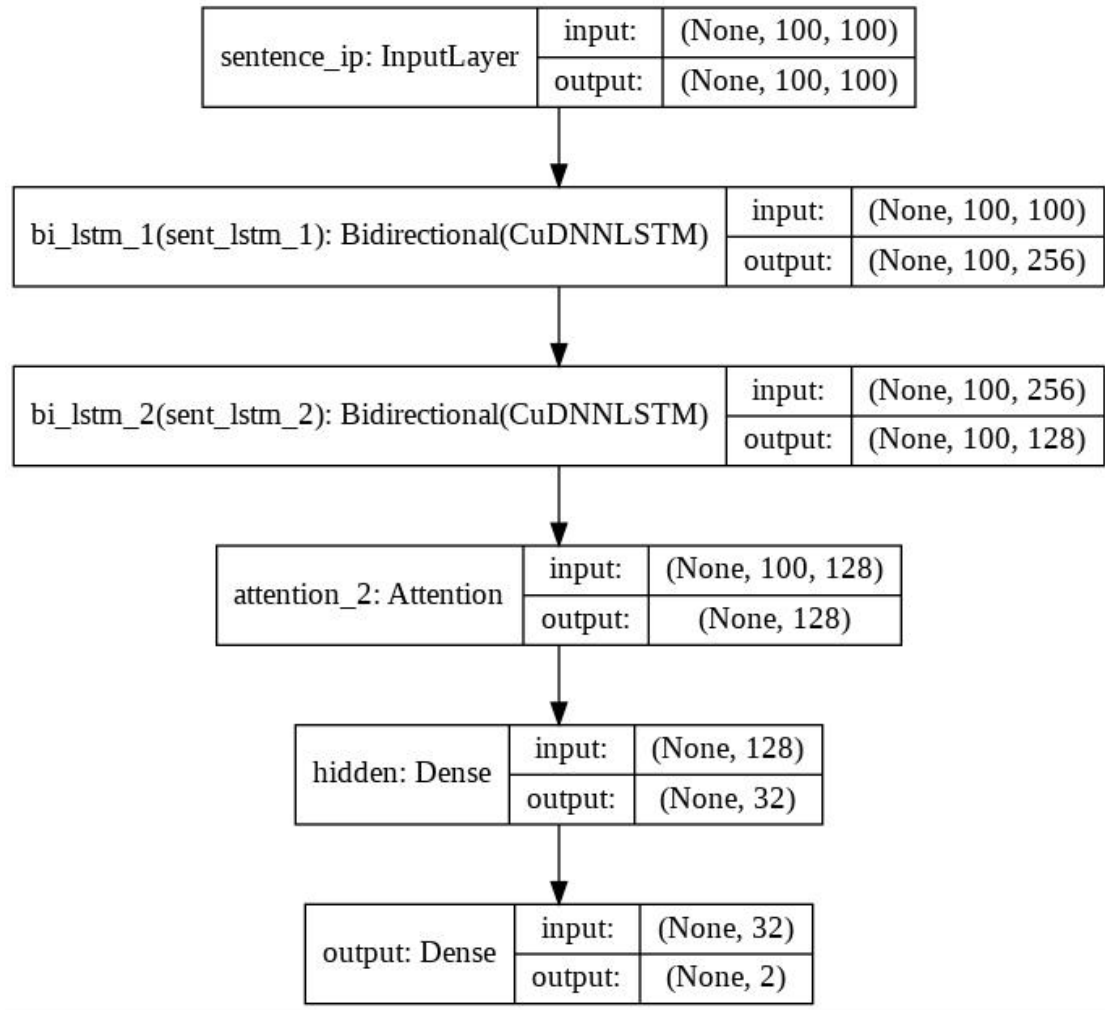 sentence_ip: InputLayer
input: (None, 100, 100)
output: (None, 100, 100)
bi_lstm_1(sent_lstm_1): Bidirectional(CuDNNLSTM)
input: (None, 100, 100)
output: (None, 100, 256)
bi_lstm_2(sent_lstm_2): Bidirectional(CuDNNLSTM)
input: (None, 100, 256)
output: (None, 100, 128)
attention_2: Attention
input: (None, 100, 128)
output: (None, 128)
hidden: Dense
input: (None, 128)
output: (None, 32)
output: Dense
input: (None, 32)
output: (None, 2)